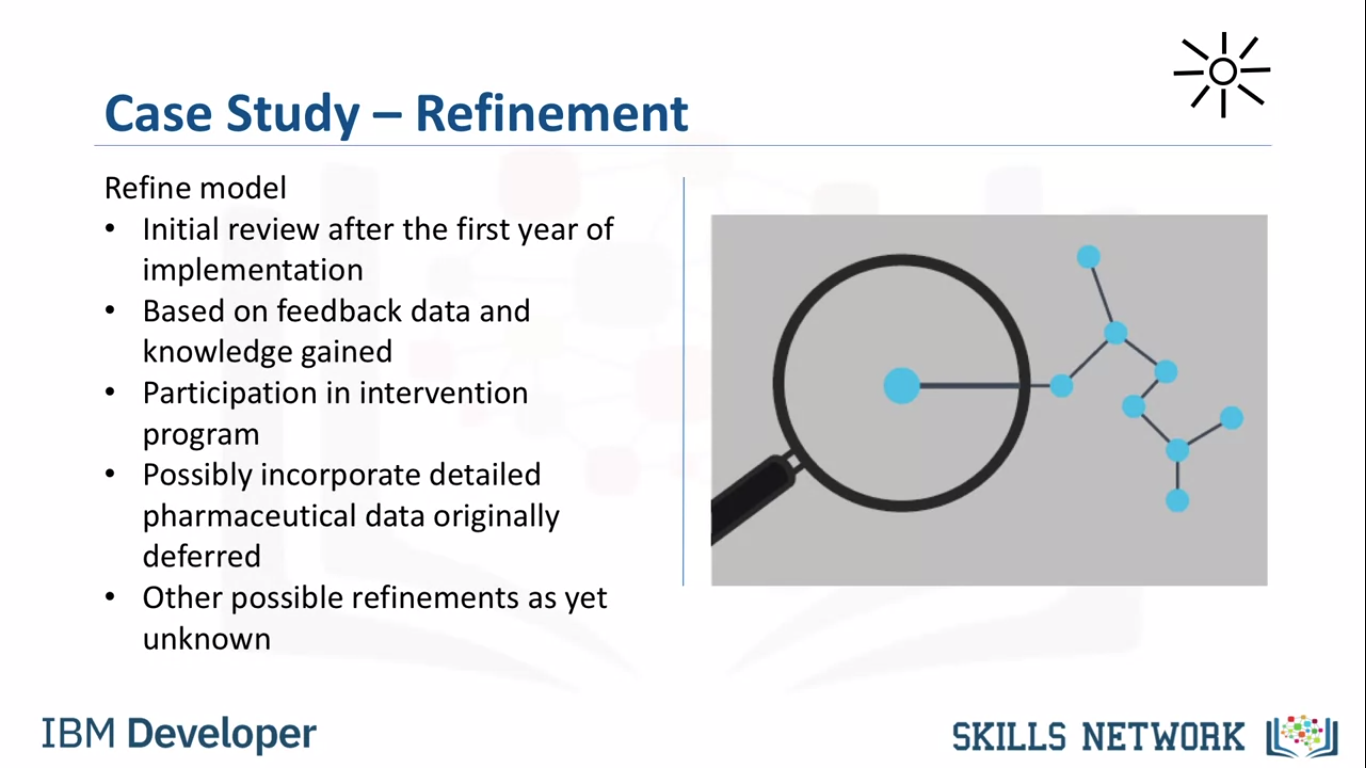 Case Study – Refinement
Refine model
• Initial review after the first year of
implementation
• Based on feedback data and
knowledge gained
• Participation in intervention
program
• Possibly incorporate detailed
pharmaceutical data originally
deferred
• Other possible refinements as yet
unknown
IBM Developer
SKILLS NETWORK